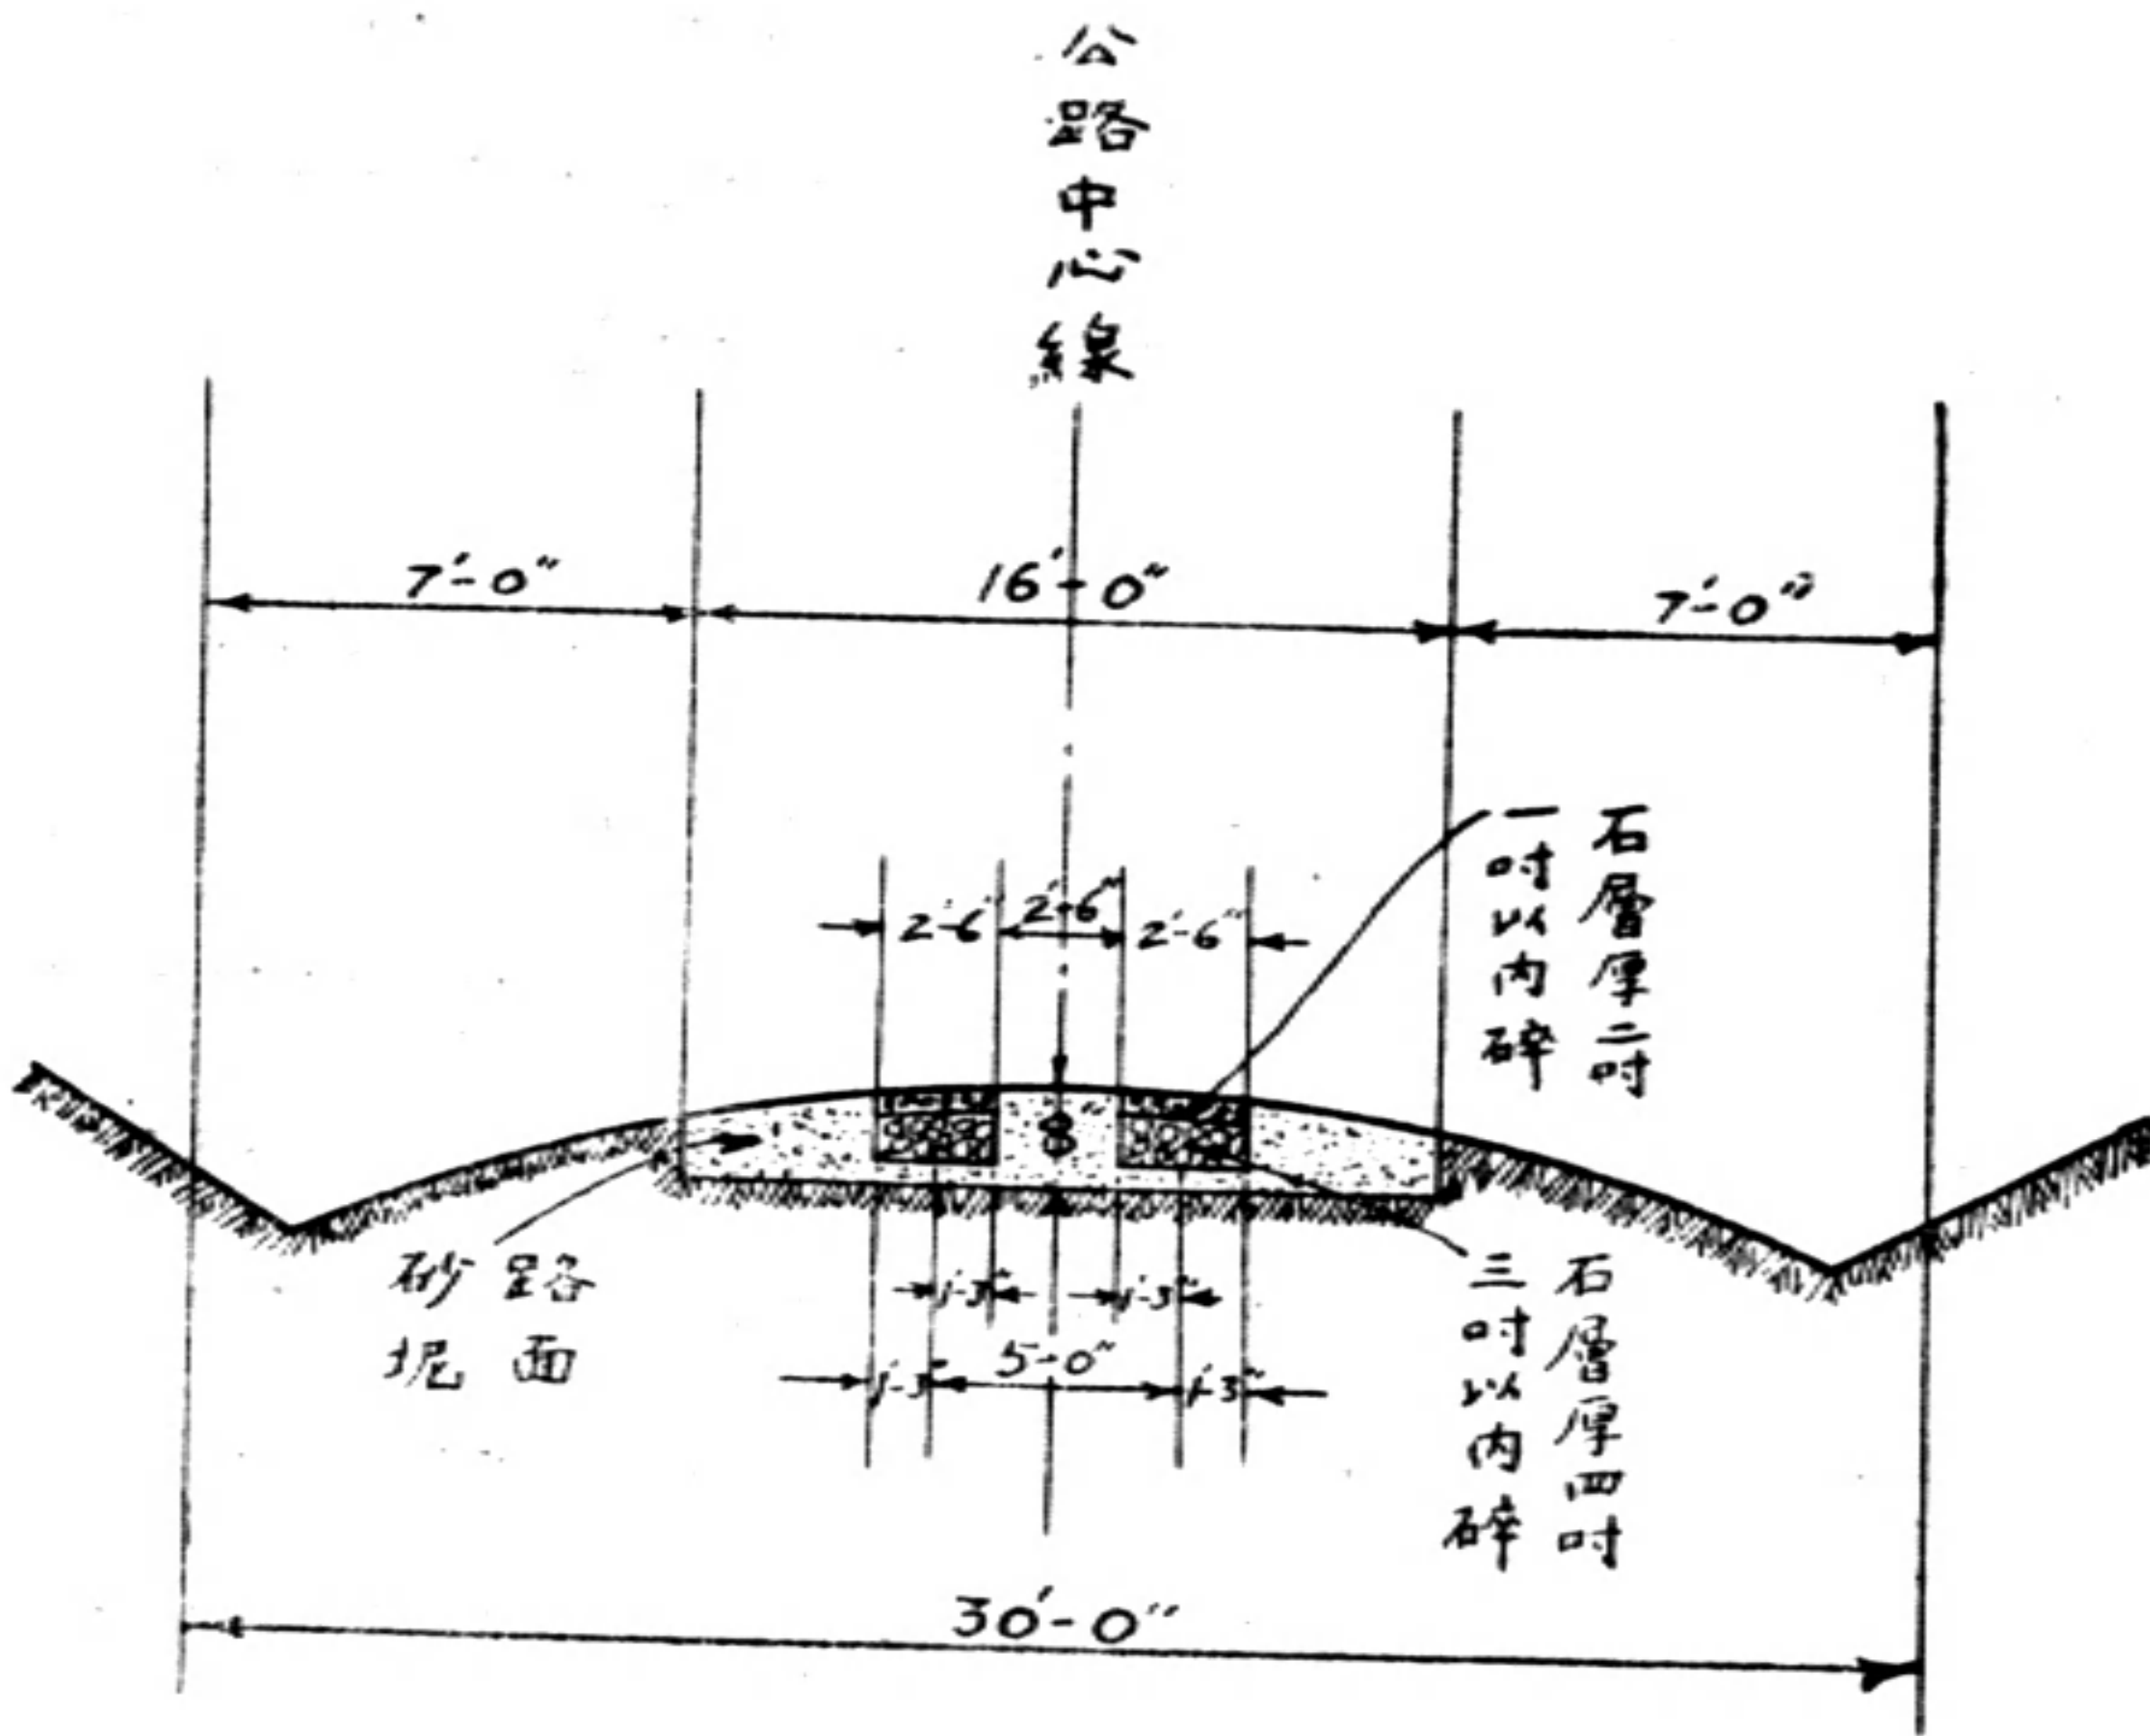 公路中心線
7'-0"
16'-0"
7'-0"
2'-6"
2'-6"
2'-6"
一吋以內碎
石層厚二吋
8"
砂坭
路面
1'-3"
1'-3"
1'-3"
5'-0"
1'-3"
三吋以內碎
石層厚四吋
30'-0"